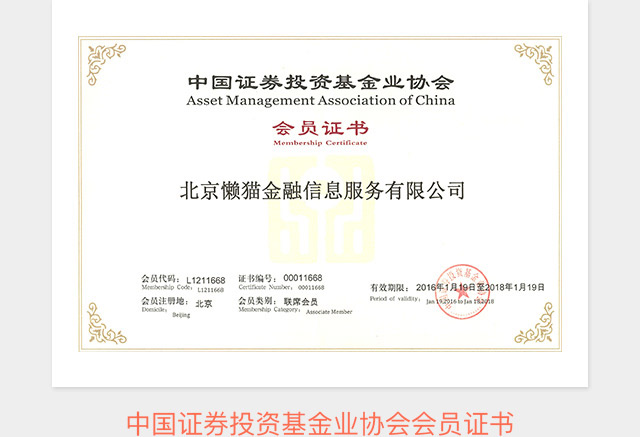 中国证券投资基金业协会
Asset Management Association of China
会员证书
Membership Certificate
北京懒猫金融信息服务有限公司
会员代码： L1211668 证书编号： 00011668
Membership Code: L1211668 Certificate Number: 00011668
有效期限： 2016年1月19日至2018年1月19日
Period of validity: Jan.19,2016 to Jan.18,2018
会员注册地： 北京 会员类别： 联席会员
Domicile: Beijing Membership Category: Associate Member
中国证券投资基金业协会会员证书